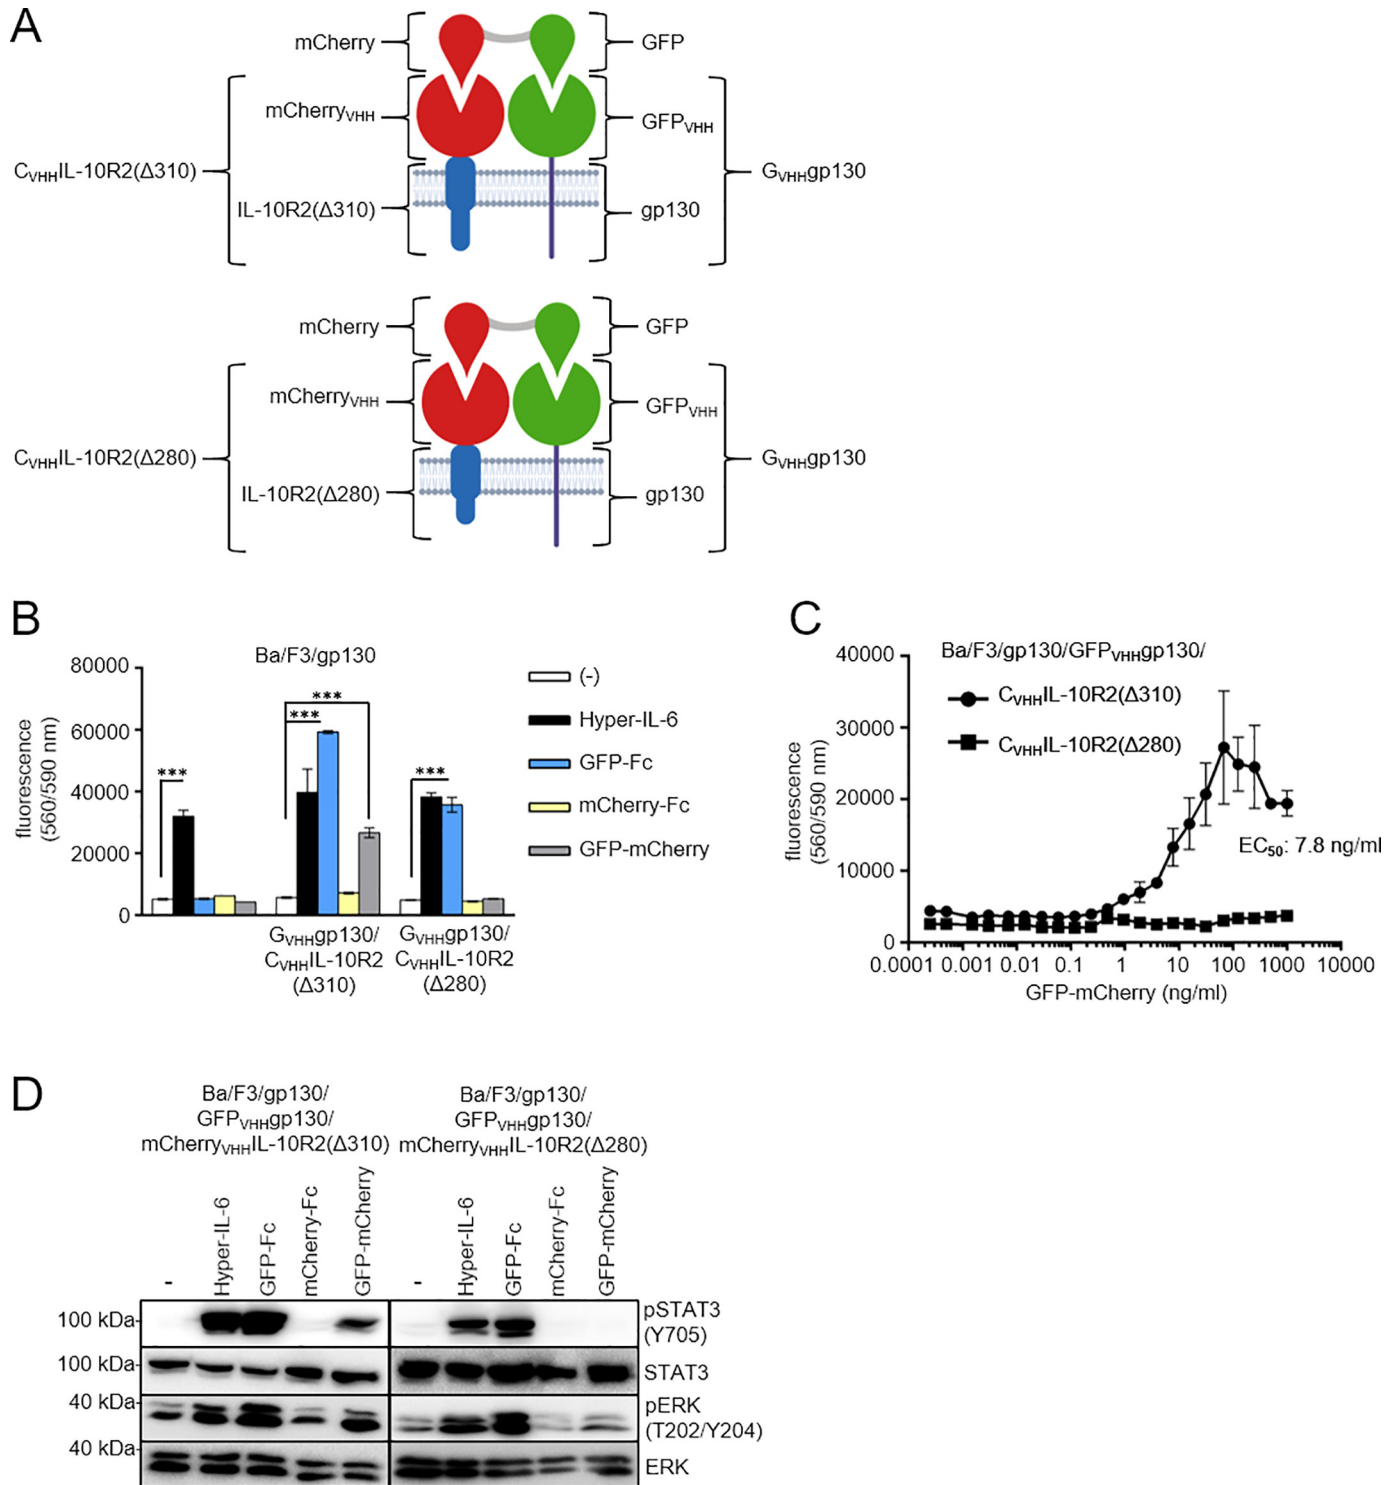 A
mCherry
GFP
mCherryVHH
GFPVHH
CVHHIL-10R2(Δ310)
GVHHgp130
IL-10R2(Δ310)
gp130
mCherry
GFP
mCherryVHH
GFPVHH
CVHHIL-10R2(Δ280)
GVHHgp130
IL-10R2(Δ280)
gp130
B
Ba/F3/gp130
fluorescence
(560/590 nm)
80000
60000
40000
20000
0
***
***
***
***
(-)
Hyper-IL-6
GFP-Fc
mCherry-Fc
GFP-mCherry
GVHHgp130/
CVHHIL-10R2
(Δ310)
GVHHgp130/
CVHHIL-10R2
(Δ280)
C
fluorescence
(560/590 nm)
40000
30000
20000
10000
0
Ba/F3/gp130/GFPVHHgp130/
CVHHIL-10R2(Δ310)
CVHHIL-10R2(Δ280)
EC50: 7.8 ng/ml
0.0001 0.001 0.01 0.1 1 10 100 1000 10000
GFP-mCherry (ng/ml)
D
Ba/F3/gp130/
GFPVHHgp130/
mCherryVHHIL-10R2(Δ310)
Ba/F3/gp130/
GFPVHHgp130/
mCherryVHHIL-10R2(Δ280)
-
Hyper-IL-6
GFP-Fc
mCherry-Fc
GFP-mCherry
-
Hyper-IL-6
GFP-Fc
mCherry-Fc
GFP-mCherry
100 kDa-
pSTAT3
(Y705)
100 kDa-
STAT3
40 kDa-
pERK
(T202/Y204)
40 kDa-
ERK